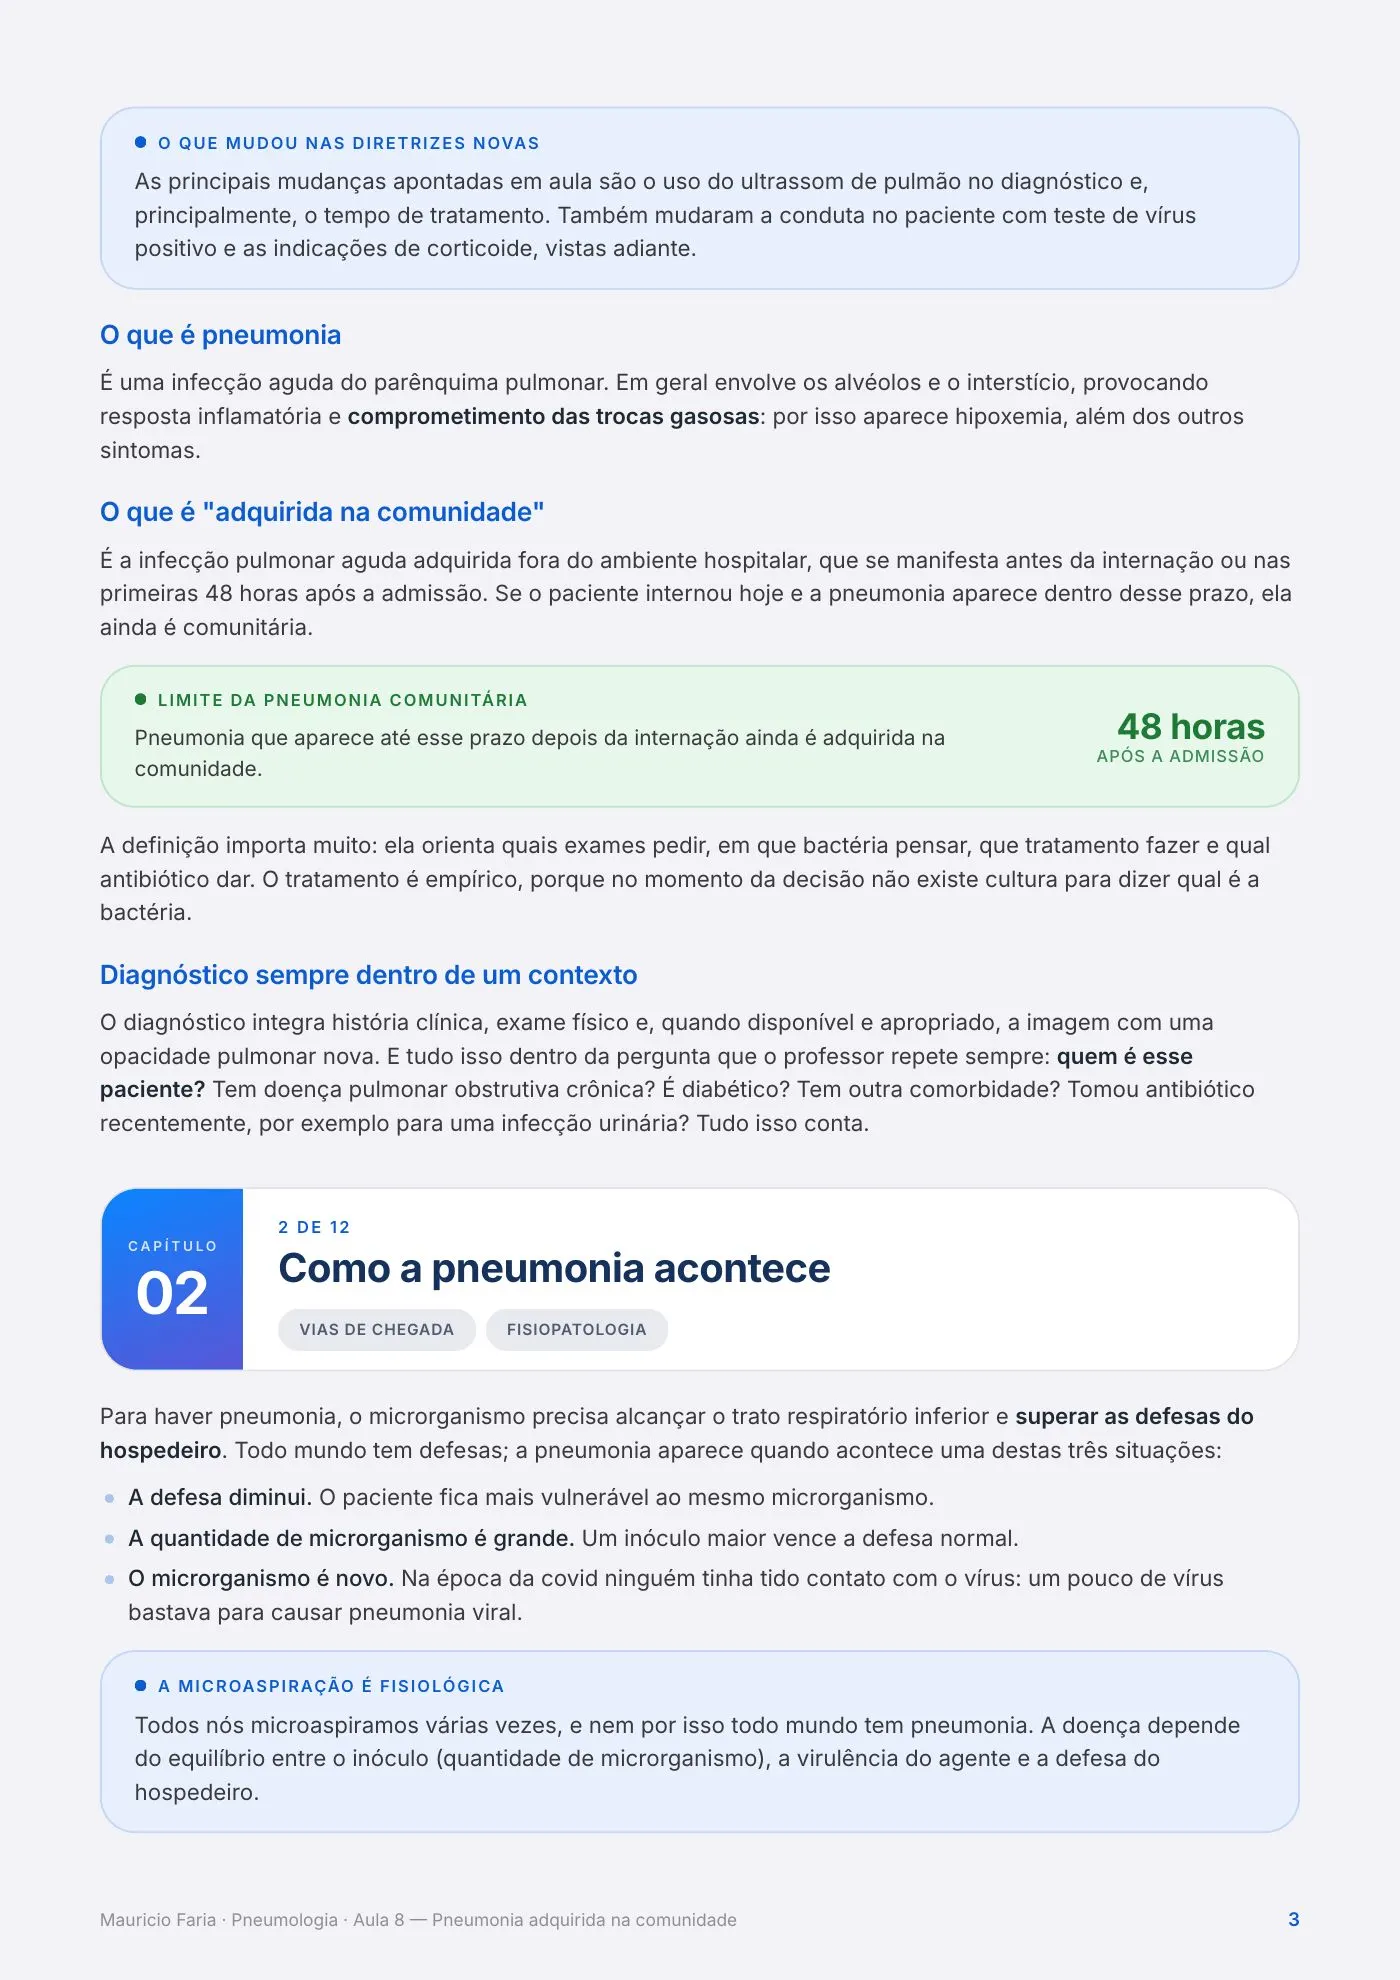 O QUE MUDOU NAS DIRETRIZES NOVAS
As principais mudanças apontadas em aula são o uso do ultrassom de pulmão no diagnóstico e,
principalmente, o tempo de tratamento. Também mudaram a conduta no paciente com teste de vírus
positivo e as indicações de corticoide, vistas adiante.
O que é pneumonia
É uma infecção aguda do parênquima pulmonar. Em geral envolve os alvéolos e o interstício, provocando
resposta inflamatória e comprometimento das trocas gasosas: por isso aparece hipoxemia, além dos outros
sintomas.
O que é "adquirida na comunidade"
É a infecção pulmonar aguda adquirida fora do ambiente hospitalar, que se manifesta antes da internação ou nas
primeiras 48 horas após a admissão. Se o paciente internou hoje e a pneumonia aparece dentro desse prazo, ela
ainda é comunitária.
LIMITE DA PNEUMONIA COMUNITÁRIA
Pneumonia que aparece até esse prazo depois da internação ainda é adquirida na
comunidade.
48 horas
APÓS A ADMISSÃO
A definição importa muito: ela orienta quais exames pedir, em que bactéria pensar, que tratamento fazer e qual
antibiótico dar. O tratamento é empírico, porque no momento da decisão não existe cultura para dizer qual é a
bactéria.
Diagnóstico sempre dentro de um contexto
O diagnóstico integra história clínica, exame físico e, quando disponível e apropriado, a imagem com uma
opacidade pulmonar nova. E tudo isso dentro da pergunta que o professor repete sempre: quem é esse
paciente? Tem doença pulmonar obstrutiva crônica? É diabético? Tem outra comorbidade? Tomou antibiótico
recentemente, por exemplo para uma infecção urinária? Tudo isso conta.
CAPÍTULO
02
2 DE 12
Como a pneumonia acontece
VIAS DE CHEGADA FISIOPATOLOGIA
Para haver pneumonia, o microrganismo precisa alcançar o trato respiratório inferior e superar as defesas do
hospedeiro. Todo mundo tem defesas; a pneumonia aparece quando acontece uma destas três situações:
A defesa diminui. O paciente fica mais vulnerável ao mesmo microrganismo.
A quantidade de microrganismo é grande. Um inóculo maior vence a defesa normal.
O microrganismo é novo. Na época da covid ninguém tinha tido contato com o vírus: um pouco de vírus
bastava para causar pneumonia viral.
A MICROASPIRAÇÃO É FISIOLÓGICA
Todos nós microaspiramos várias vezes, e nem por isso todo mundo tem pneumonia. A doença depende
do equilíbrio entre o inóculo (quantidade de microrganismo), a virulência do agente e a defesa do
hospedeiro.
Mauricio Faria · Pneumologia · Aula 8 — Pneumonia adquirida na comunidade
3